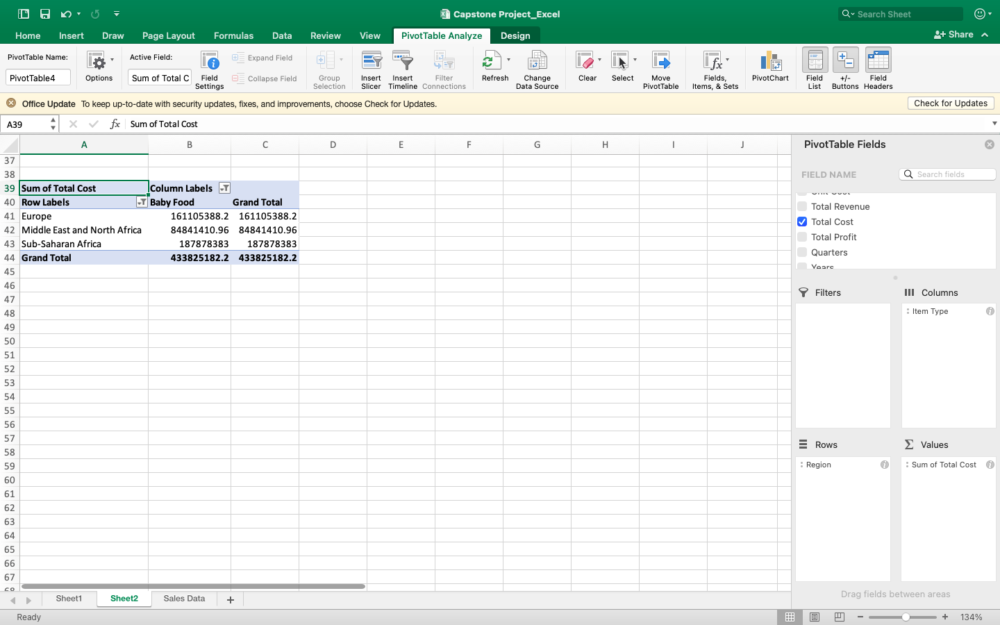 Capstone Project_Excel
Search Sheet
Home Insert Draw Page Layout Formulas Data Review View PivotTable Analyze Design Share
PivotTable Name:
PivotTable4
Options
Active Field:
Sum of Total C
Field Settings
Expand Field
Collapse Field
Group Selection
Insert Slicer
Insert Timeline
Filter Connections
Refresh
Change Data Source
Clear
Select
Move PivotTable
fx
Fields, Items, & Sets
PivotChart
Field List
+/- Buttons
Field Headers
Office Update To keep up-to-date with security updates, fixes, and improvements, choose Check for Updates.
Check for Updates
A39 fx Sum of Total Cost
A B C D E F G H I J
37
38
39 Sum of Total Cost Column Labels
40 Row Labels Baby Food Grand Total
41 Europe 161105388.2 161105388.2
42 Middle East and North Africa 84841410.96 84841410.96
43 Sub-Saharan Africa 187878383 187878383
44 Grand Total 433825182.2 433825182.2
45
46
47
48
49
50
51
52
53
54
55
56
57
58
59
60
61
62
63
64
65
66
67
68
PivotTable Fields
FIELD NAME
Search fields
Unit Cost
Total Revenue
Total Cost
Total Profit
Quarters
Years
Filters
Columns
Item Type
Rows
Values
Region
Sum of Total Cost
Drag fields between areas
Sheet1 Sheet2 Sales Data +
Ready
134%